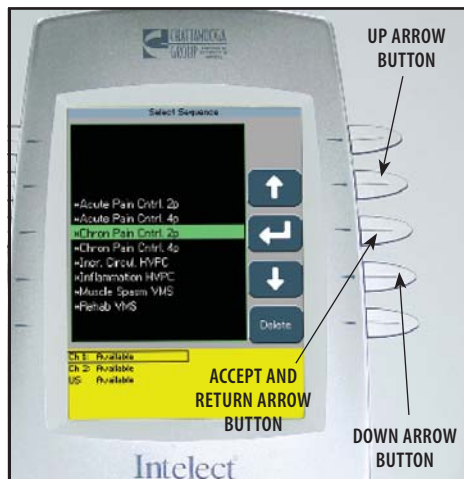 CHATTANOOGA
GROUP
UP ARROW
BUTTON
Select Sequence
*Acute Pain Cntrl. 2p
*Acute Pain Cntrl. 4p
*Chron Pain Cntrl. 2p
*Chron Pain Cntrl. 4p
*Incr. Circul. HVPC
*Inflammation HVPC
*Muscle Spasm VMS
*Rehab VMS
Delete
Ch 1: Available
Ch 2: Available
US: Available
ACCEPT AND
RETURN ARROW
BUTTON
DOWN ARROW
BUTTON
Intelect